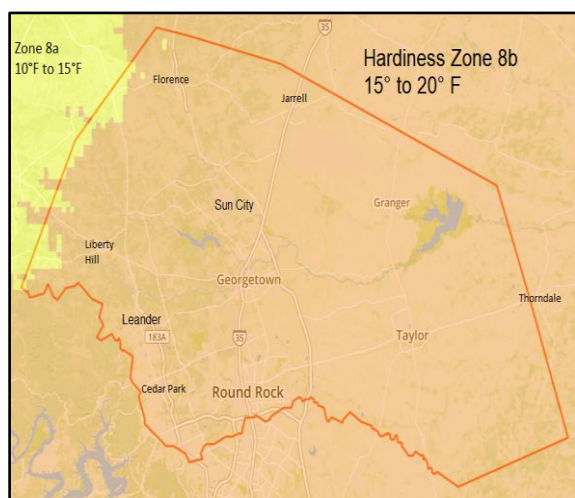 35
Zone 8a
10°F to 15°F
Hardiness Zone 8b
15° to 20° F
Florence
Jarrell
Sun City
Granger
Liberty
Hill
Georgetown
Thorndale
Leander
183A
35
Taylor
Cedar Park
Round Rock